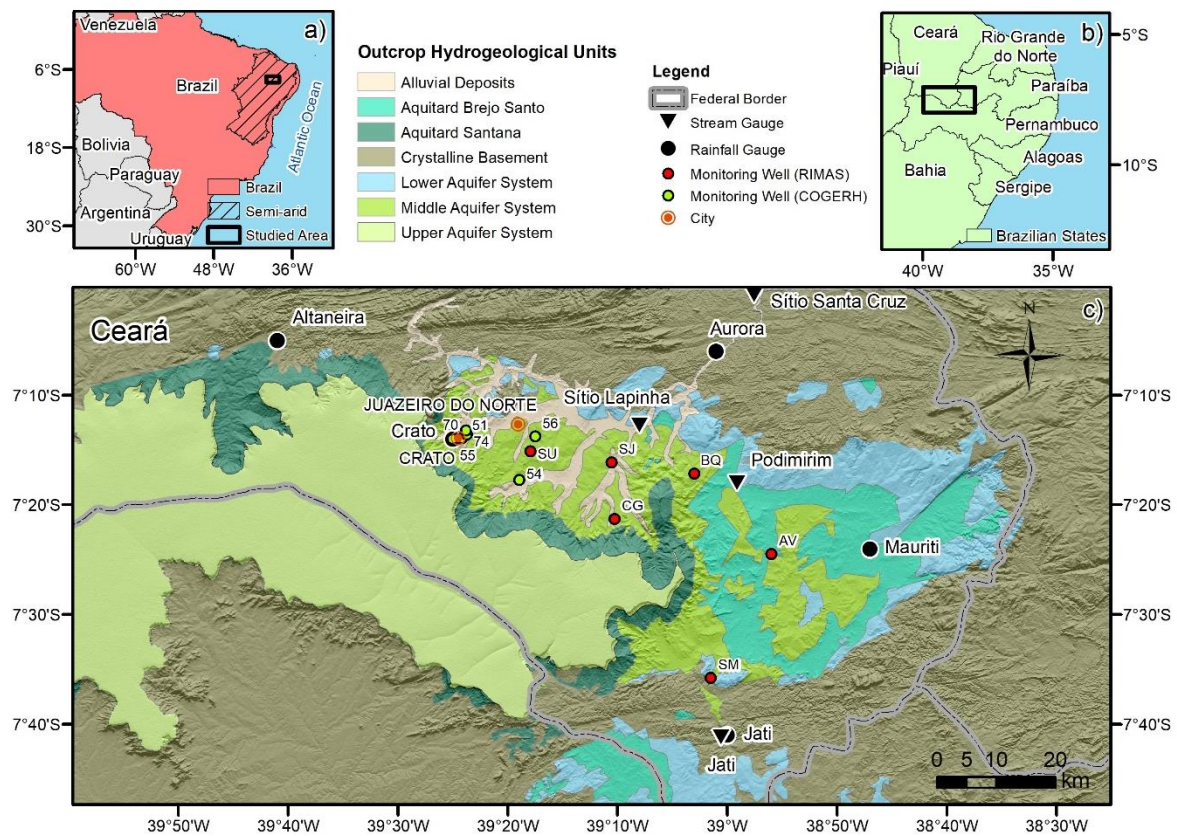 Venezuela
a)
6°S
Brazil
Atlantic Ocean
Bolivia
18°S
Paraguay
Brazil
Argentina
Semi-arid
30°S
Uruguay
Studied Area
60°W
48°W
36°W
Outcrop Hydrogeological Units
Alluvial Deposits
Aquitard Brejo Santo
Aquitard Santana
Crystalline Basement
Lower Aquifer System
Middle Aquifer System
Upper Aquifer System
Legend
Federal Border
Stream Gauge
Rainfall Gauge
Monitoring Well (RIMAS)
Monitoring Well (COGERH)
City
b)
Ceará
5°S
Rio Grande
do Norte
Piauí
Paraíba
Pernambuco
Alagoas
10°S
Bahia
Sergipe
Brazilian States
40°W
35°W
Ceará
Altaneira
Sítio Santa Cruz
c)
N
Aurora
7°10'S
7°10'S
JUAZEIRO DO NORTE
Sítio Lapinha
70
51
56
Crato
74
CRATO
55
SU
SJ
BQ
Podimirim
54
7°20'S
7°20'S
CG
AV
Mauriti
7°30'S
7°30'S
SM
7°40'S
7°40'S
Jati
Jati
0 5 10 20
km
39°50'W
39°40'W
39°30'W
39°20'W
39°10'W
39°W
38°50'W
38°40'W
38°30'W